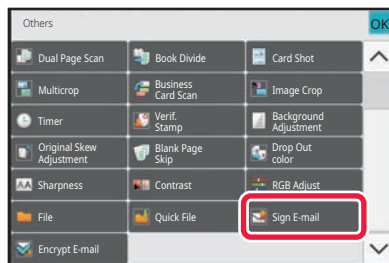 Others
OK
Dual Page Scan
Book Divide
Card Shot
Multicrop
Business
Card Scan
Image Crop
Timer
Verif.
Stamp
Background
Adjustment
Original Skew
Adjustment
Blank Page
Skip
Drop Out
color
Sharpness
Contrast
RGB Adjust
File
Quick File
Sign E-mail
Encrypt E-mail